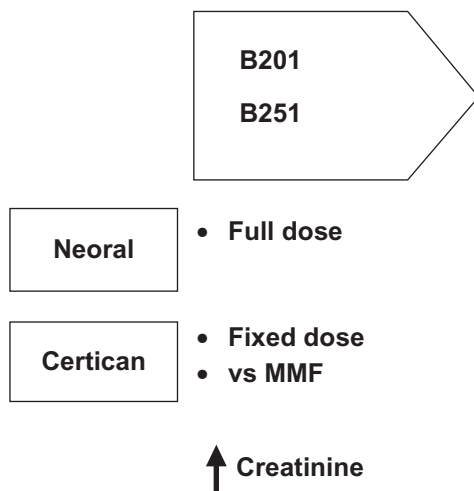 B201
B251
Neoral
• Full dose
Certican
• Fixed dose
• vs MMF
Creatinine